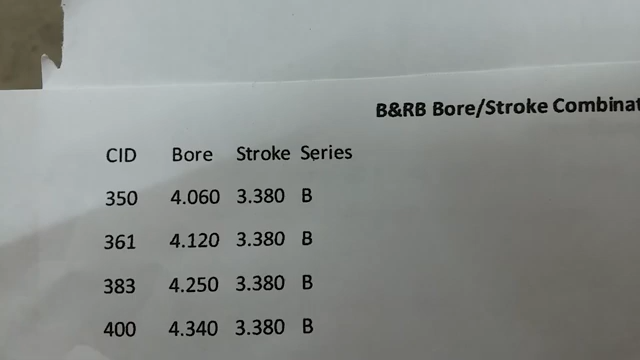 B&RB Bore/Stroke Combinat
CID Bore Stroke Series
350 4.060 3.380 B
361 4.120 3.380 B
383 4.250 3.380 B
400 4.340 3.380 B